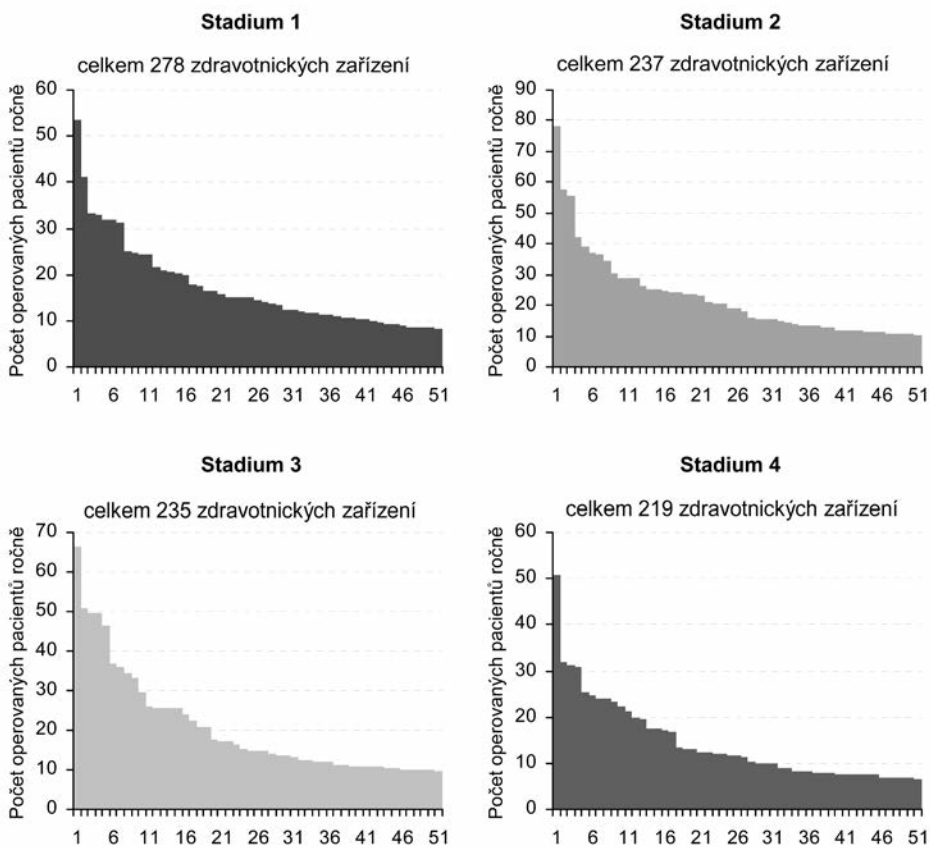 Stadium 1
celkem 278 zdravotnických zařízení
Počet operovaných pacientů ročně
60
50
40
30
20
10
0
1 6 11 16 21 26 31 36 41 46 51
Stadium 2
celkem 237 zdravotnických zařízení
Počet operovaných pacientů ročně
90
80
70
60
50
40
30
20
10
0
1 6 11 16 21 26 31 36 41 46 51
Stadium 3
celkem 235 zdravotnických zařízení
Počet operovaných pacientů ročně
70
60
50
40
30
20
10
0
1 6 11 16 21 26 31 36 41 46 51
Stadium 4
celkem 219 zdravotnických zařízení
Počet operovaných pacientů ročně
60
50
40
30
20
10
0
1 6 11 16 21 26 31 36 41 46 51